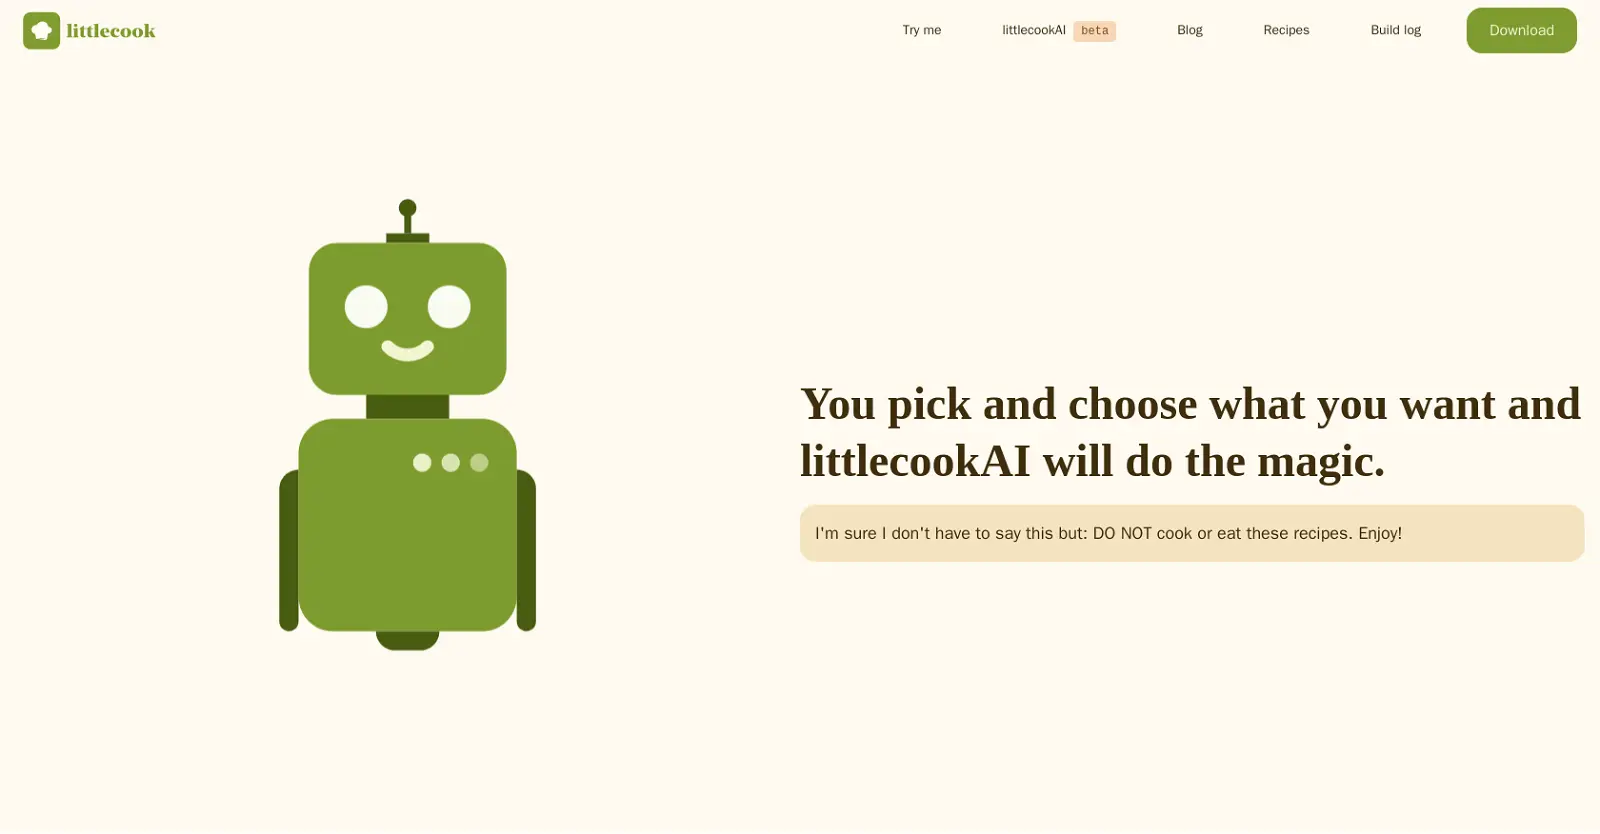 littlecook
Try me
littlecookAI beta
Blog
Recipes
Build log
Download
You pick and choose what you want and
littlecookAI will do the magic.
I'm sure I don't have to say this but: DO NOT cook or eat these recipes. Enjoy!